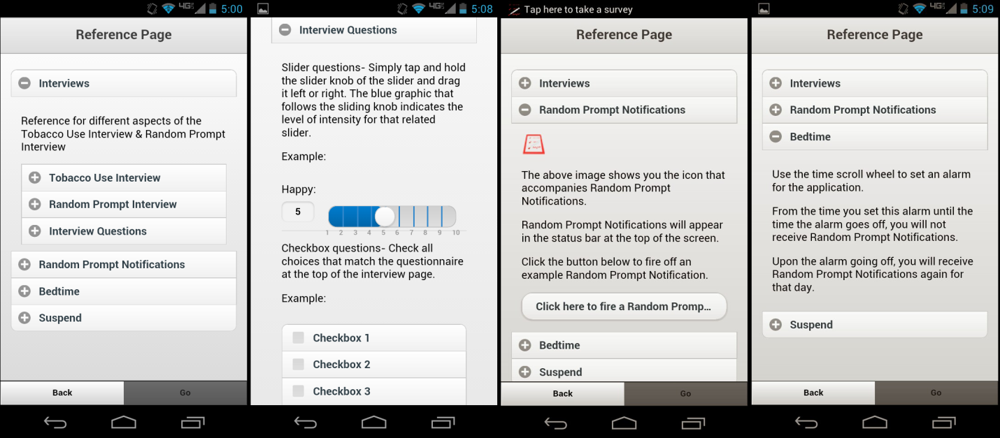 4G 5:00
Reference Page
Interviews
Reference for different aspects of the
Tobacco Use Interview & Random Prompt
Interview
Tobacco Use Interview
Random Prompt Interview
Interview Questions
Random Prompt Notifications
Bedtime
Suspend
Back Go
4G 5:08
Interview Questions
Slider questions- Simply tap and hold
the slider knob of the slider and drag
it left or right. The blue graphic that
follows the sliding knob indicates the
level of intensity for that related
slider.
Example:
Happy:
5
1 2 3 4 5 6 7 8 9 10
Checkbox questions- Check all
choices that match the questionnaire
at the top of the interview page.
Example:
Checkbox 1
Checkbox 2
Checkbox 3
Tap here to take a survey
Reference Page
Interviews
Random Prompt Notifications
The above image shows you the icon that
accompanies Random Prompt
Notifications.
Random Prompt Notifications will appear
in the status bar at the top of the screen.
Click the button below to fire off an
example Random Prompt Notification.
Click here to fire a Random Promp...
Bedtime
Suspend
Back Go
4G 5:09
Reference Page
Interviews
Random Prompt Notifications
Bedtime
Use the time scroll wheel to set an alarm
for the application.
From the time you set this alarm until the
time the alarm goes off, you will not
receive Random Prompt Notifications.
Upon the alarm going off, you will receive
Random Prompt Notifications again for
that day.
Suspend
Back Go